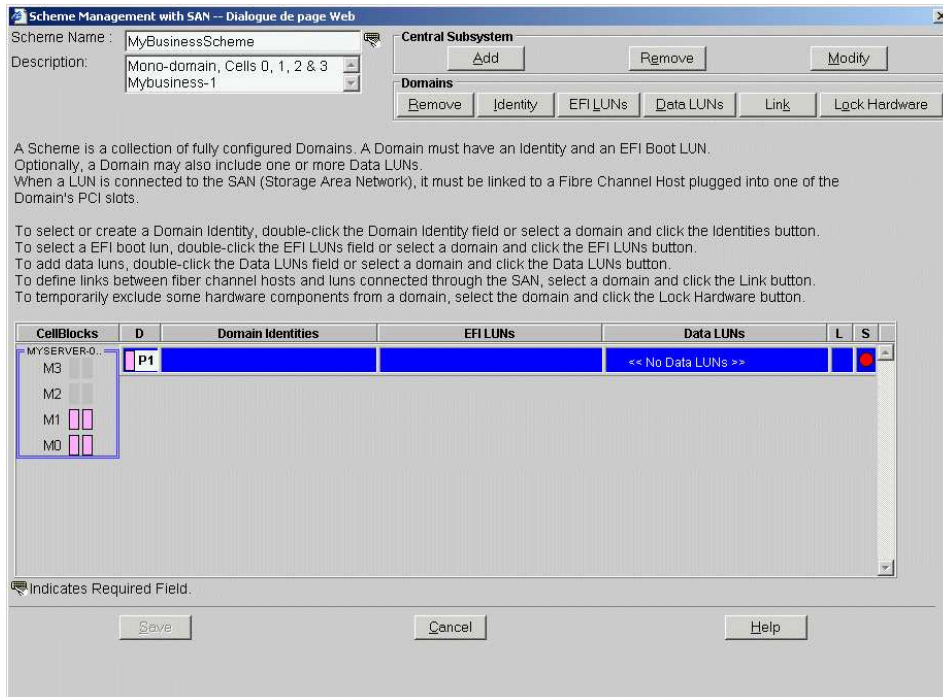 Scheme Management with SAN -- Dialogue de page Web
Scheme Name :
MyBusinessScheme
Description:
Mono-domain, Cells 0, 1, 2 & 3
Mybusiness-1
Central Subsystem
Add
Remove
Modify
Domains
Remove
Identity
EFI LUNs
Data LUNs
Link
Lock Hardware
A Scheme is a collection of fully configured Domains. A Domain must have an Identity and an EFI Boot LUN.
Optionally, a Domain may also include one or more Data LUNs.
When a LUN is connected to the SAN (Storage Area Network), it must be linked to a Fibre Channel Host plugged into one of the
Domain's PCI slots.
To select or create a Domain Identity, double-click the Domain Identity field or select a domain and click the Identities button.
To select a EFI boot lun, double-click the EFI LUNs field or select a domain and click the EFI LUNs button.
To add data luns, double-click the Data LUNs field or select a domain and click the Data LUNs button.
To define links between fiber channel hosts and luns connected through the SAN, select a domain and click the Link button.
To temporarily exclude some hardware components from a domain, select the domain and click the Lock Hardware button.
CellBlocks D Domain Identities EFI LUNs Data LUNs L S
MYSERVER-0..
P1 << No Data LUNs >>
M3
M2
M1
M0
Indicates Required Field.
Save
Cancel
Help